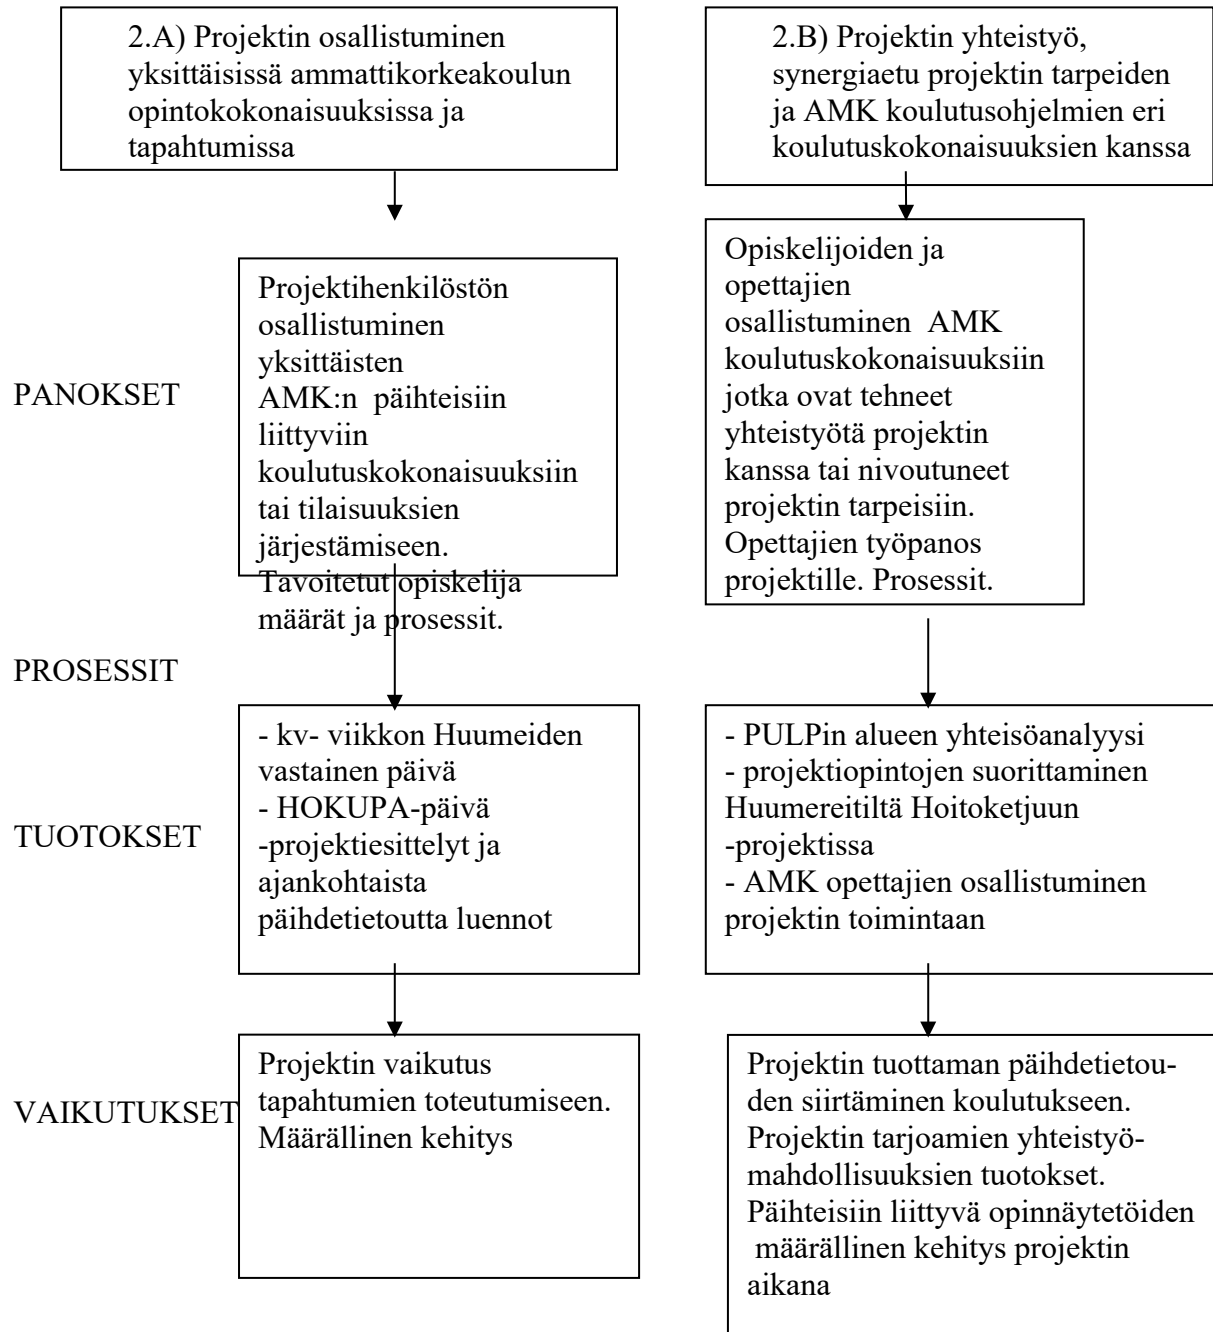 2.A) Projektin osallistuminen
yksittäisissä ammattikorkeakoulun
opintokokonaisuuksissa ja
tapahtumissa
2.B) Projektin yhteistyö,
synergiaetu projektin tarpeiden
ja AMK koulutusohjelmien eri
koulutuskokonaisuuksien kanssa
PANOKSET
Projektihenkilöstön
osallistuminen
yksittäisten
AMK:n päihteisiin
liittyviin
koulutuskokonaisuuksiin
tai tilaisuuksien
järjestämiseen.
Tavoitetut opiskelija
määrät ja prosessit.
Opiskelijoiden ja
opettajien
osallistuminen AMK
koulutuskokonaisuuksiin
jotka ovat tehneet
yhteistyötä projektin
kanssa tai nivoutuneet
projektin tarpeisiin.
Opettajien työpanos
projektille. Prosessit.
PROSESSIT
TUOTOKSET
- kv- viikkon Huumeiden
vastainen päivä
- HOKUPA-päivä
-projektiesittelyt ja
ajankohtaista
päihdetietoutta luennot
- PULPin alueen yhteisöanalyysi
- projektiopintojen suorittaminen
Huumereitiltä Hoitoketjuun
-projektissa
- AMK opettajien osallistuminen
projektin toimintaan
VAIKUTUKSET
Projektin vaikutus
tapahtumien toteutumiseen.
Määrällinen kehitys
Projektin tuottaman päihdetietou-
den siirtäminen koulutukseen.
Projektin tarjoamien yhteistyö-
mahdollisuuksien tuotokset.
Päihteisiin liittyvä opinnäytetöiden
määrällinen kehitys projektin
aikana